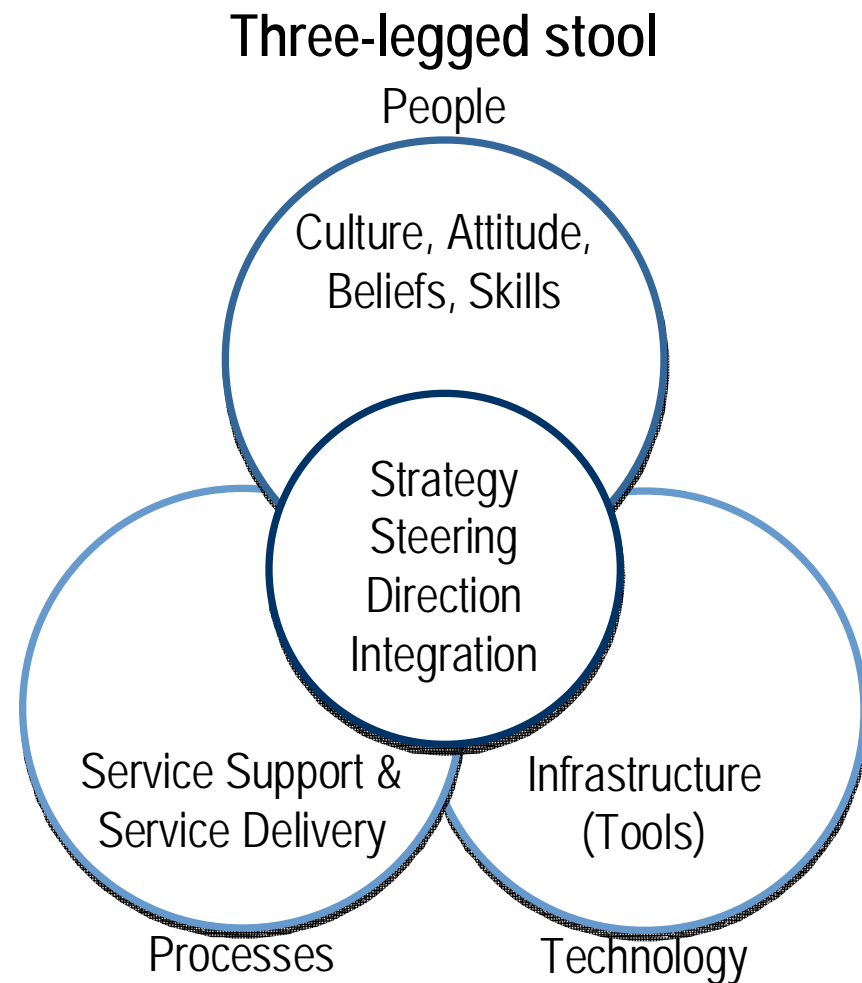 Three-legged stool
People
Culture, Attitude,
Beliefs, Skills
Strategy
Steering
Direction
Integration
Service Support &
Service Delivery
Infrastructure
(Tools)
Processes
Technology